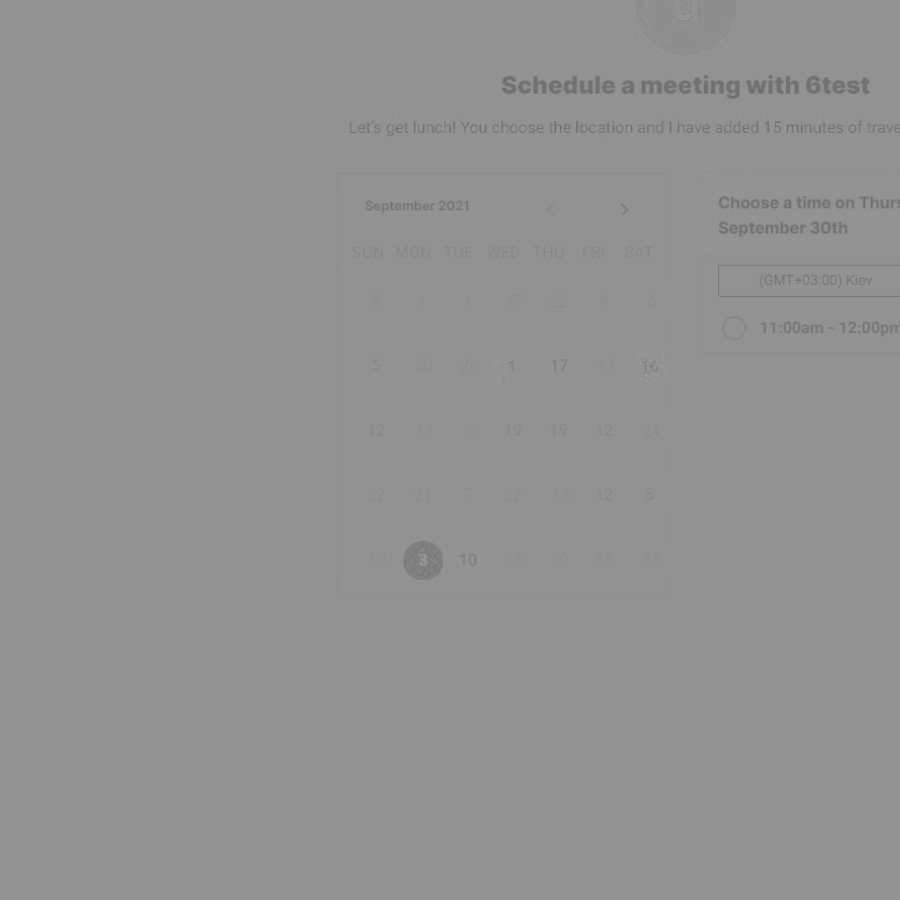 Schedule a meeting with 6test
Let's get lunch! You choose the location and I have added 15 minutes of trave
September 2021
SUN MON TUE WED THU FRI SAT
8 1 1 17 22 9 6
5 30 26 1 17 17 16
12 13 6 19 19 12 24
22 21 7 22 13 12 5
10 3 10 16 30 15 13
Choose a time on Thurs
September 30th
(GMT+03:00) Kiev
11:00am - 12:00pm